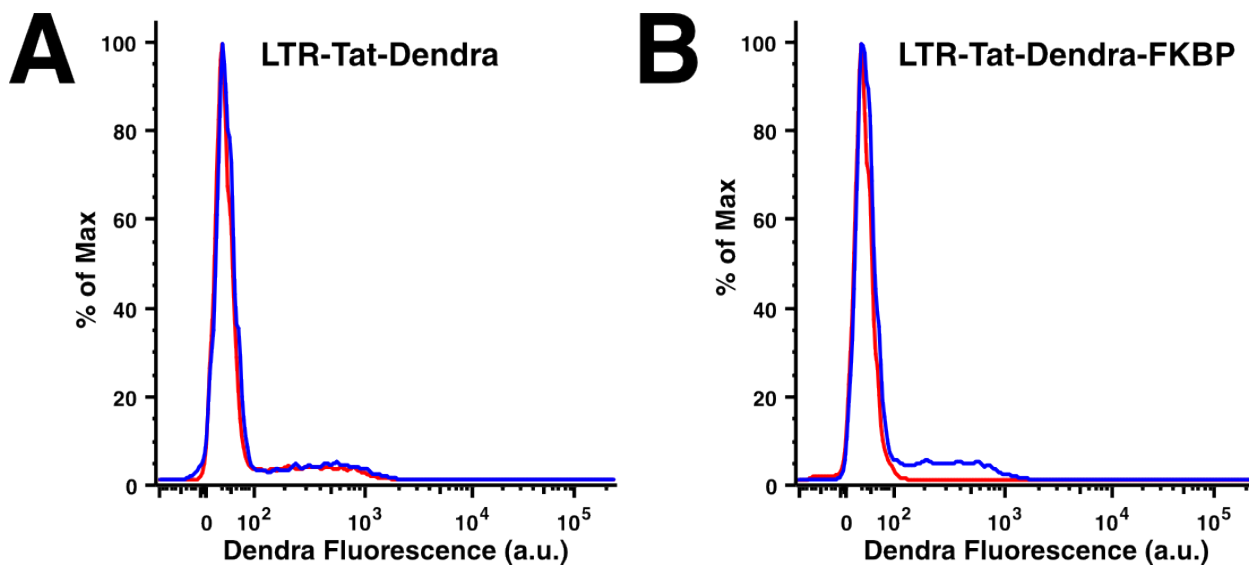 A
LTR-Tat-Dendra
% of Max
100
80
60
40
20
0
0 10² 10³ 10⁴ 10⁵
Dendra Fluorescence (a.u.)
B
LTR-Tat-Dendra-FKBP
% of Max
100
80
60
40
20
0
0 10² 10³ 10⁴ 10⁵
Dendra Fluorescence (a.u.)